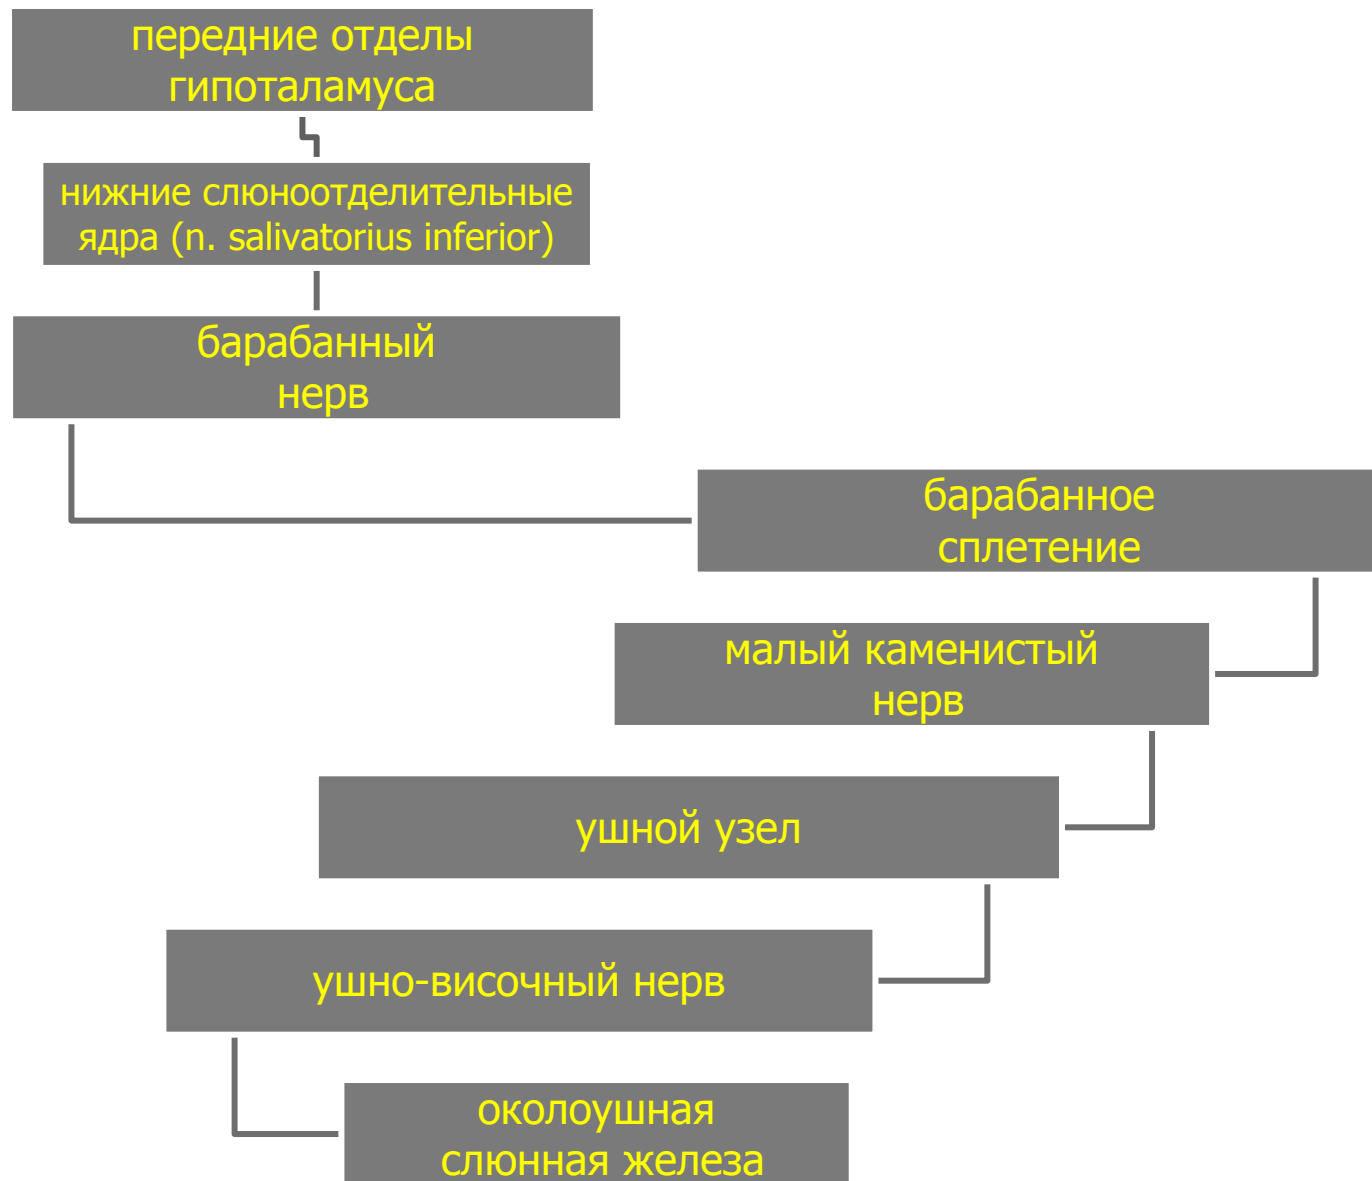 передние отделы
гипоталамуса
нижние слюноотделительные
ядра (n. salivatorius inferior)
барабанный
нерв
барабанное
сплетение
малый каменистый
нерв
ушной узел
ушно-височный нерв
околоушная
слюнная железа